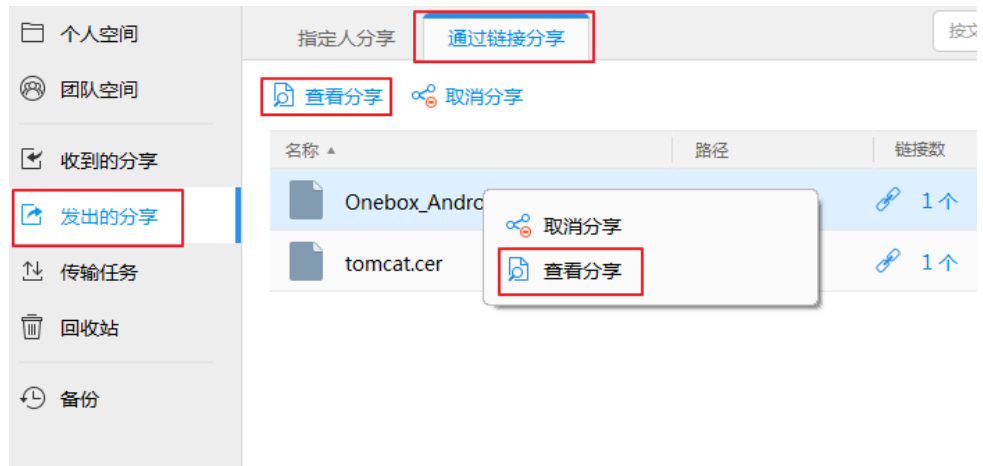 个人空间
团队空间
收到的分享
发出的分享
传输任务
回收站
备份
指定人分享 通过链接分享 按文
查看分享 取消分享
名称 路径 链接数
Onebox_Andro 1个
tomcat.cer 1个
取消分享
查看分享